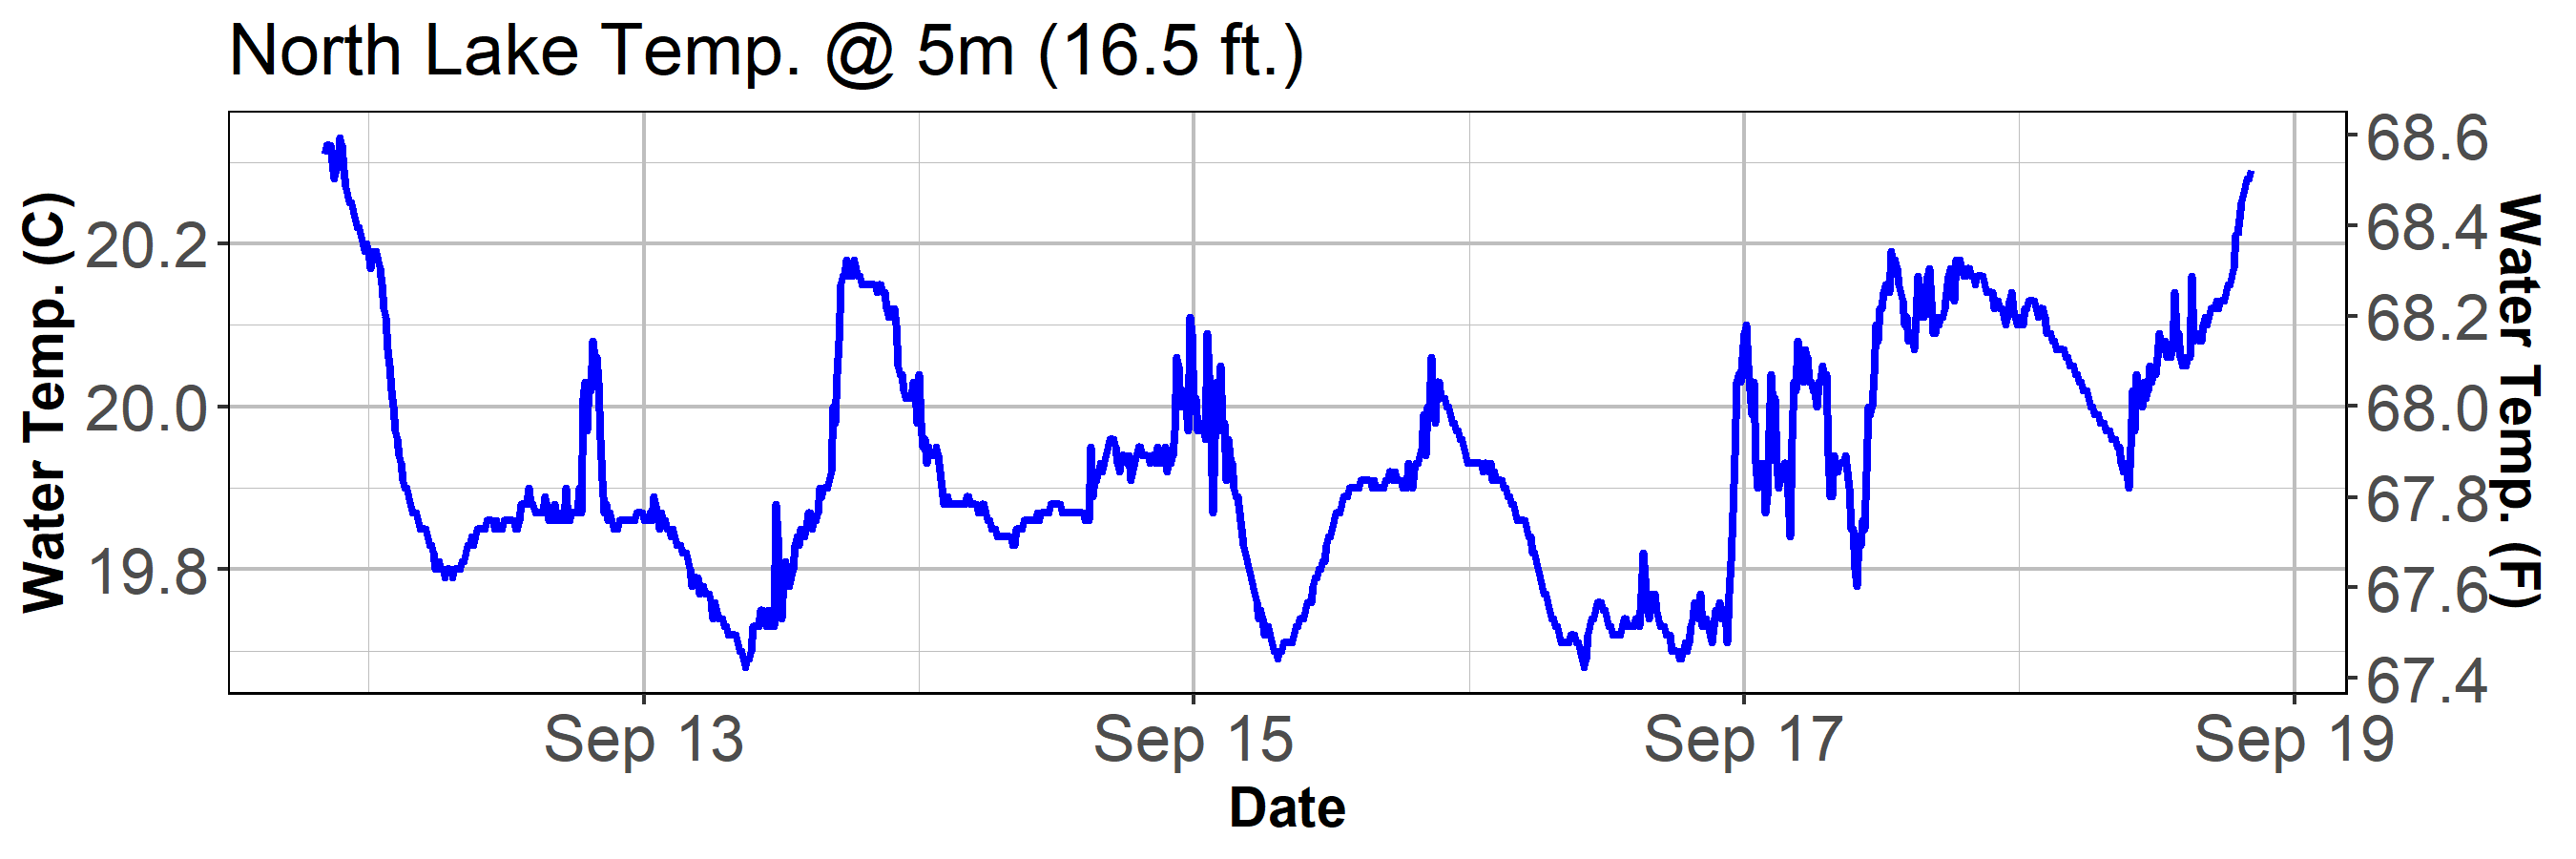 North Lake Temp. @ 5m (16.5 ft.)
Water Temp. (C)
20.2
20.0
19.8
68.6
68.4
68.2
68.0
67.8
67.6
67.4
Water Temp. (F)
Sep 13
Sep 15
Sep 17
Sep 19
Date